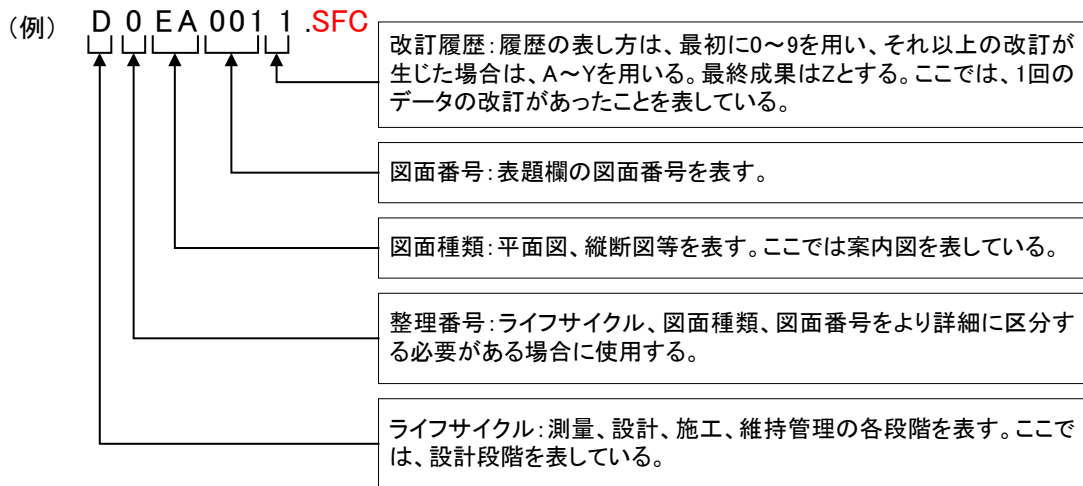 (例) D 0 EA 001 1 .SFC
改訂履歴:履歴の表し方は、最初に0～9を用い、それ以上の改訂が
生じた場合は、A～Yを用いる。最終成果はZとする。ここでは、1回の
データの改訂があったことを表している。
図面番号:表題欄の図面番号を表す。
図面種類:平面図、縦断図等を表す。ここでは案内図を表している。
整理番号:ライフサイクル、図面種類、図面番号をより詳細に区分す
る必要がある場合に使用する。
ライフサイクル:測量、設計、施工、維持管理の各段階を表す。ここで
は、設計段階を表している。